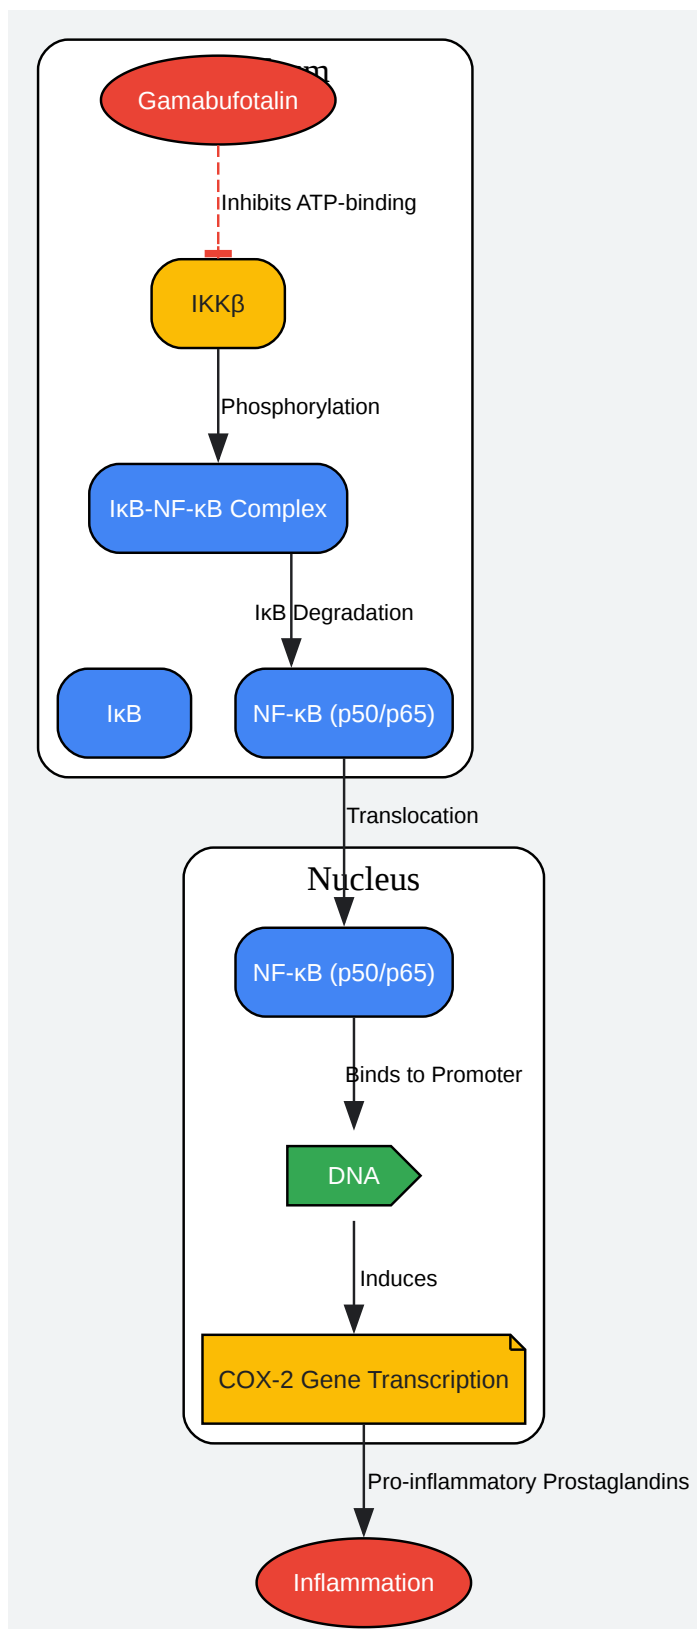 Gamabufotalin
Inhibits ATP-binding
IKKβ
Phosphorylation
IκB-NF-κB Complex
IκB Degradation
IκB
NF-κB (p50/p65)
Translocation
Nucleus
NF-κB (p50/p65)
Binds to Promoter
DNA
Induces
COX-2 Gene Transcription
Pro-inflammatory Prostaglandins
Inflammation